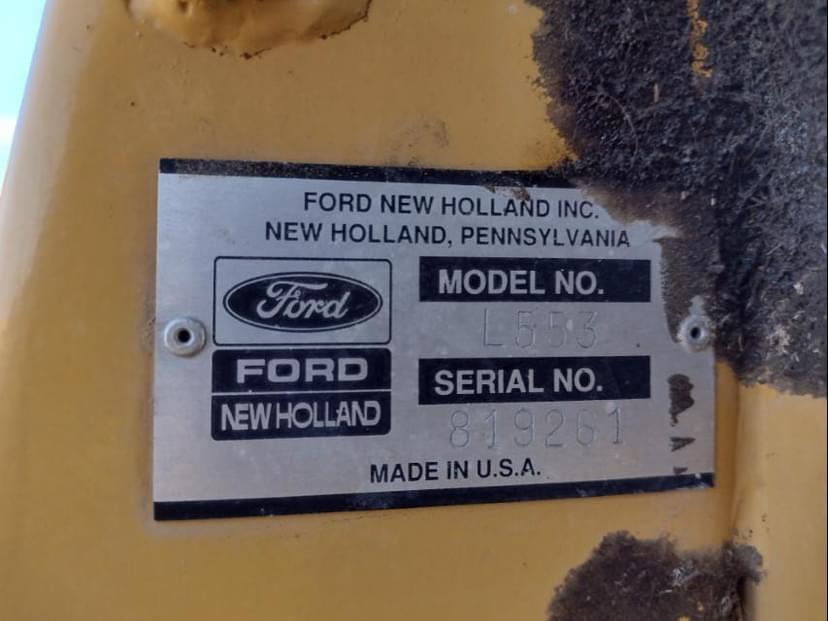 FORD NEW HOLLAND INC.
NEW HOLLAND, PENNSYLVANIA
Ford
FORD
NEW HOLLAND
MODEL NO.
L553
SERIAL NO.
819261
MADE IN U.S.A.